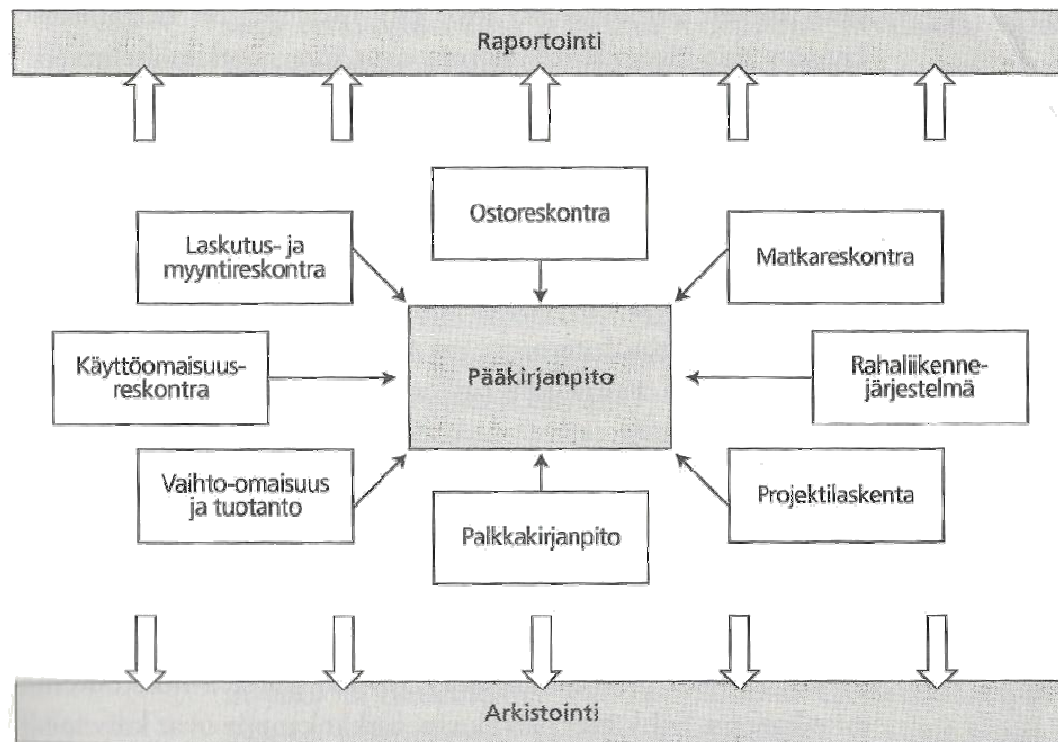 Raportointi
Ostoreskontra
Laskutus- ja
myyntireskontra
Matkareskontra
Käyttöomaisuus-
reskontra
Pääkirjanpito
Rahaliikenne-
järjestelmä
Vaihto-omaisuus
ja tuotanto
Palkkakirjanpito
Projektilaskenta
Arkistointi